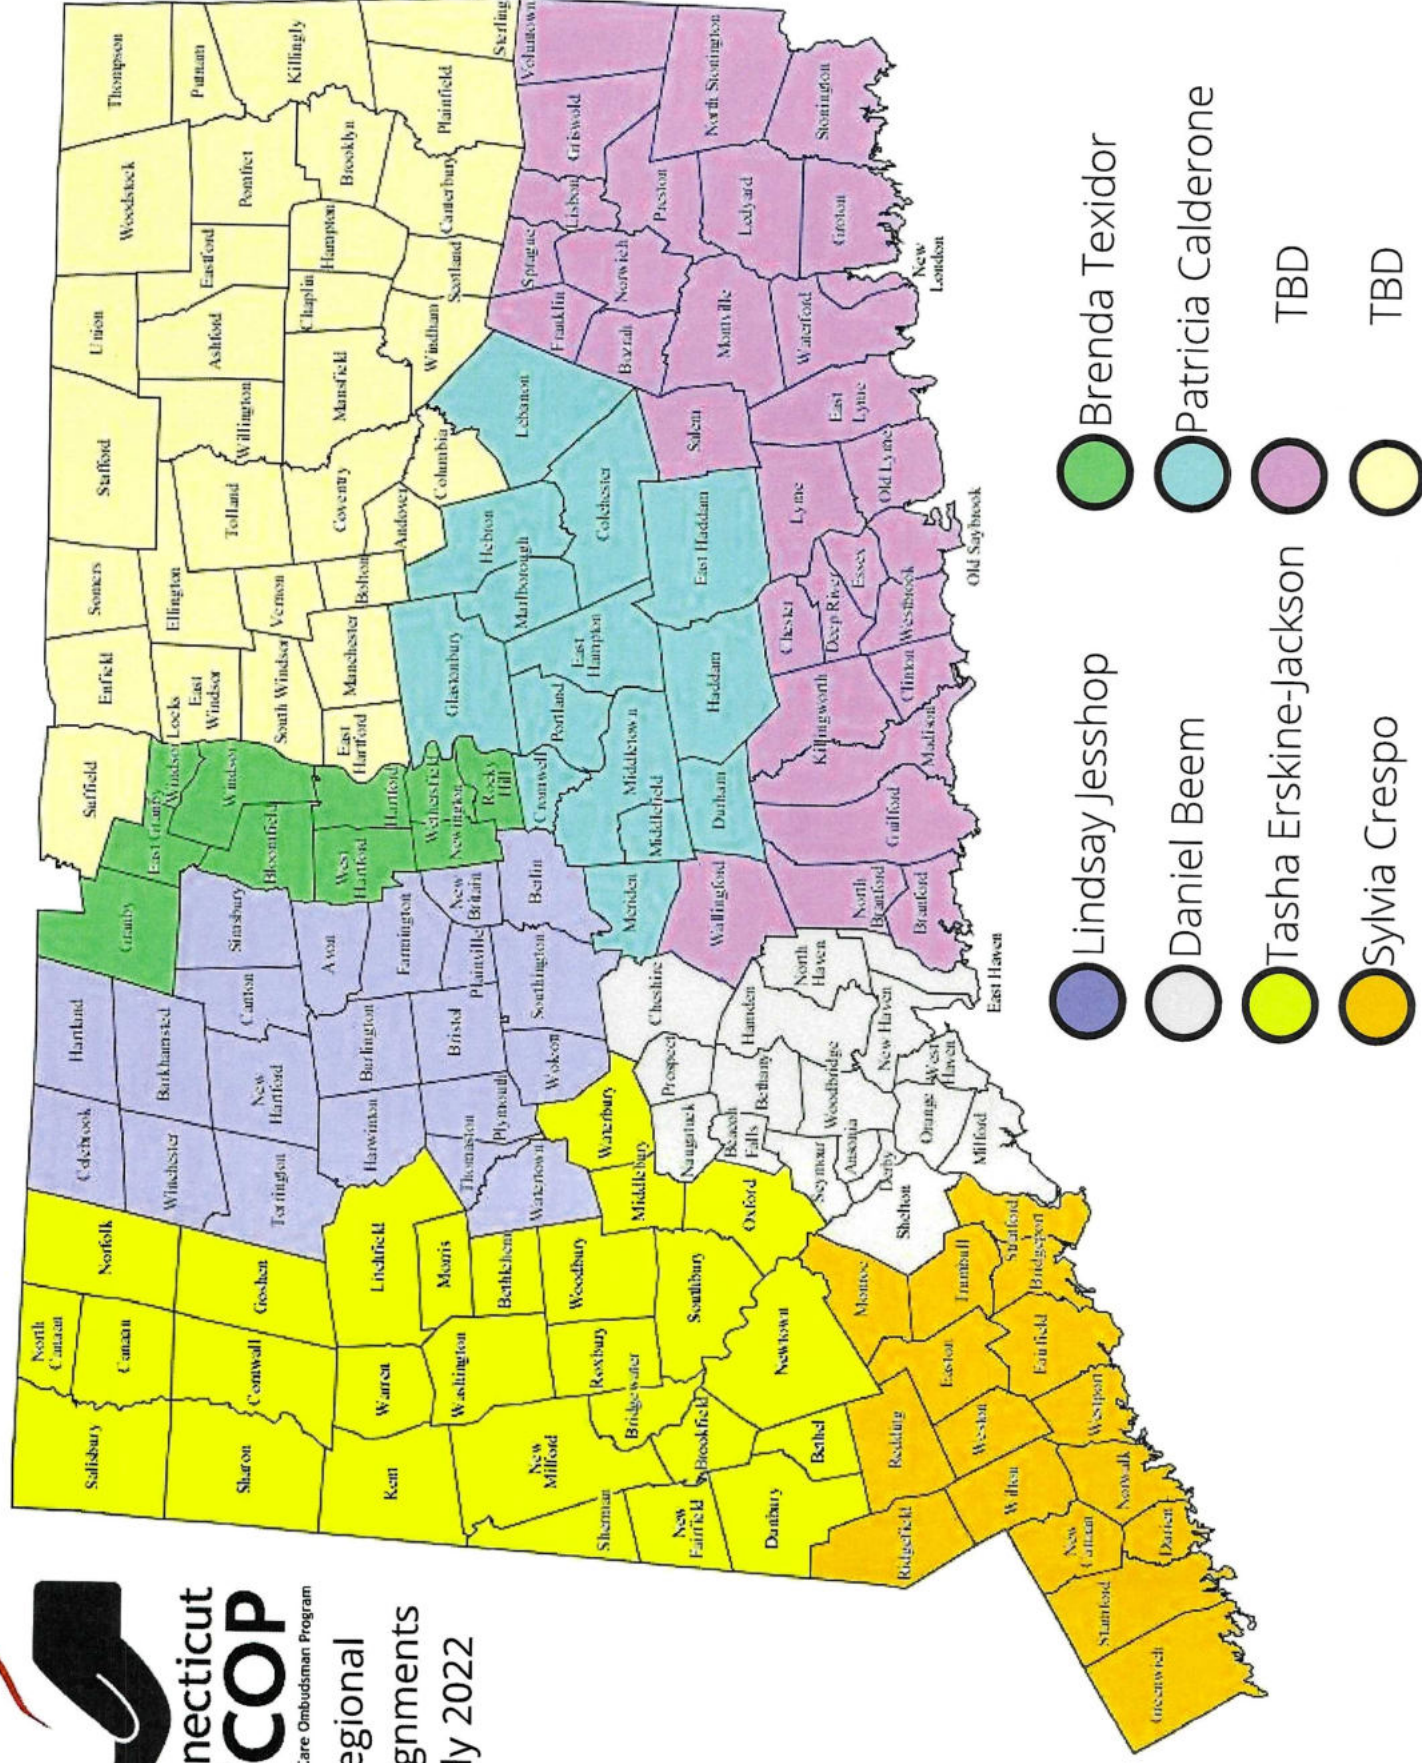 necticut
COP
Care Ombudsman Program
egional
gnments
ly 2022
Salisbury
North
Canaan
Canaan
Norfolk
Colebrook
Hartland
Granby
Suffield
Enfield
Somers
Stafford
Union
Woodstock
Thompson
Putnam
Sharon
Cornwall
Goshen
Winchester
Barkhamsted
East Granby
Windsor Locks
East
Windsor
Ellington
Willington
Ashford
Eastford
Pomfret
Killingly
Kent
Warren
Litchfield
Torrington
New
Hartford
Canton
Simsbury
Bloomfield
Windsor
South Windsor
Vernon
Tolland
Mansfield
Chaplin
Hampton
Brooklyn
Washington
Morris
Harwinton
Burlington
Avon
West
Hartford
Hartford
East
Hartford
Manchester
Bolton
Coventry
Andover
Columbia
Windham
Scotland
Canterbury
Plainfield
Sterling
New
Milford
Bethlehem
Thomaston
Plymouth
Bristol
Farmington
Plainville
New
Britain
Newington
Wethersfield
Rocky
Hill
Glastonbury
Hebron
Marlborough
Lebanon
Franklin
Sprague
Lisbon
Griswold
Voluntown
Sherman
Roxbury
Woodbury
Watertown
Wolcott
Southington
Berlin
Cromwell
Portland
East
Hampton
Colchester
Bozrah
Norwich
Preston
New
Fairfield
Bridgewater
Brookfield
Southbury
Middlebury
Waterbury
Cheshire
Meriden
Middlefield
Middletown
Haddam
East Haddam
Salem
Montville
Ledyard
North Stonington
Danbury
Bethel
Newtown
Oxford
Naugatuck
Prospect
Beacon
Falls
Bethany
Hamden
Wallingford
Durham
Killingworth
Chester
Deep River
Lyme
Essex
East
Lyme
Waterford
Groton
Stonington
Ridgefield
Redding
Monroe
Seymour
Ansonia
Derby
Woodbridge
North
Haven
New Haven
North
Branford
Branford
Guilford
Madison
Clinton
Westbrook
Old Lyme
New
London
Wilton
Weston
Easton
Trumbull
Shelton
Orange
West
Haven
Milford
East Haven
Old Saybrook
New
Canaan
Norwalk
Westport
Fairfield
Bridgeport
Stratford
Greenwich
Stamford
Darien
Lindsay Jesshop
Brenda Texidor
Daniel Beem
Patricia Calderone
Tasha Erskine-Jackson
TBD
Sylvia Crespo
TBD